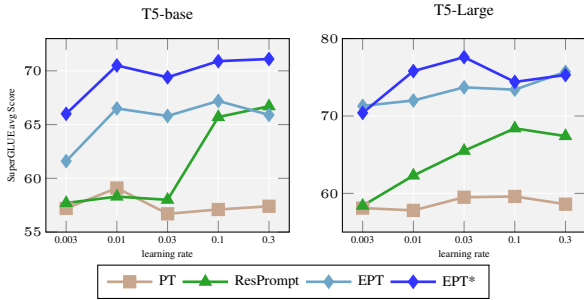 T5-base
T5-Large
SuperGLUE avg Score
70
65
60
55
0.003 0.01 0.03 0.1 0.3
learning rate
80
70
60
0.003 0.01 0.03 0.1 0.3
learning rate
PT ResPrompt EPT EPT*